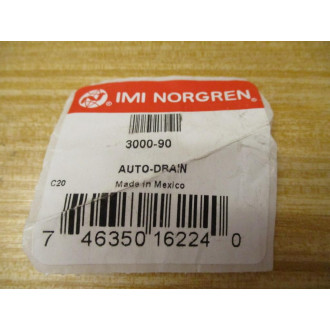 IMI NORGREN®
3000-90
AUTO-DRAIN
C20
Made in Mexico
7 46350 16224 0